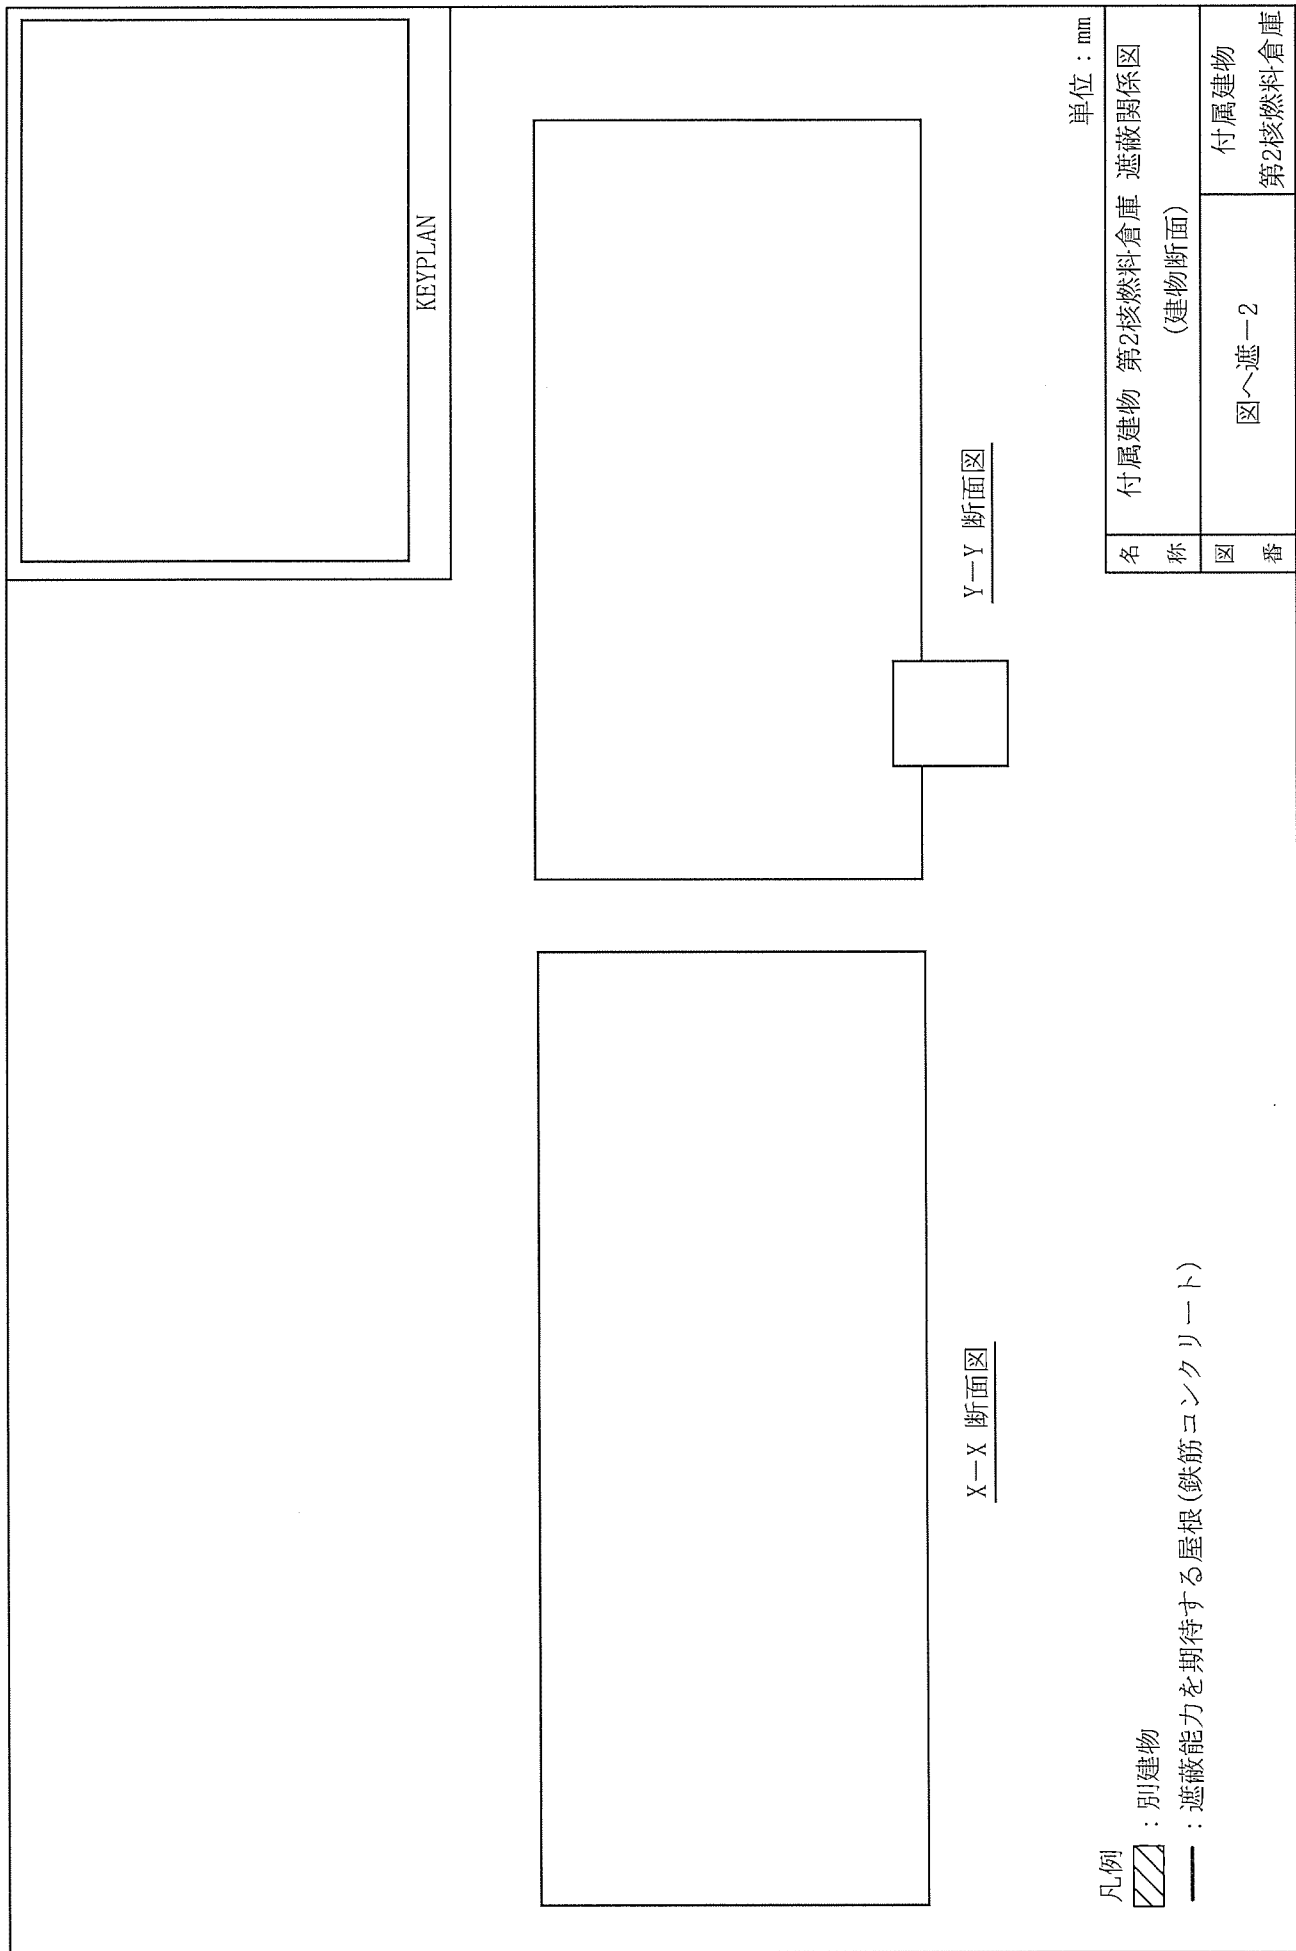 KEYPLAN
X－X 断面図
Y－Y 断面図
単位：mm
凡例
：別建物
：遮蔽能力を期待する屋根(鉄筋コンクリート)
名称
付属建物 第2核燃料倉庫 遮蔽関係図
(建物断面)
図番
図ヘ遮－2
付属建物
第2核燃料倉庫